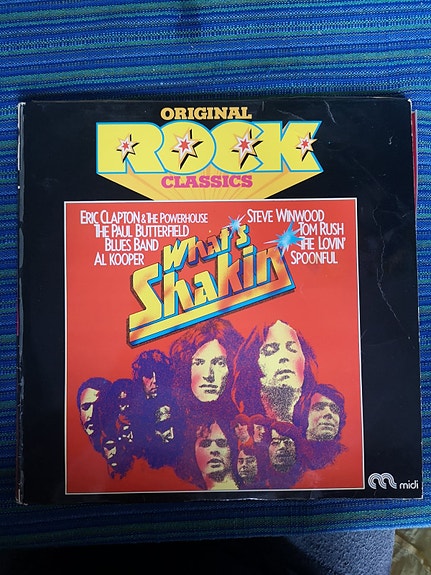 ORIGINAL
ROCK
CLASSICS
ERIC CLAPTON & THE POWERHOUSE
THE PAUL BUTTERFIELD
BLUES BAND
AL KOOPER
STEVE WINWOOD
TOM RUSH
THE LOVIN'
SPOONFUL
What's
Shakin'
midi